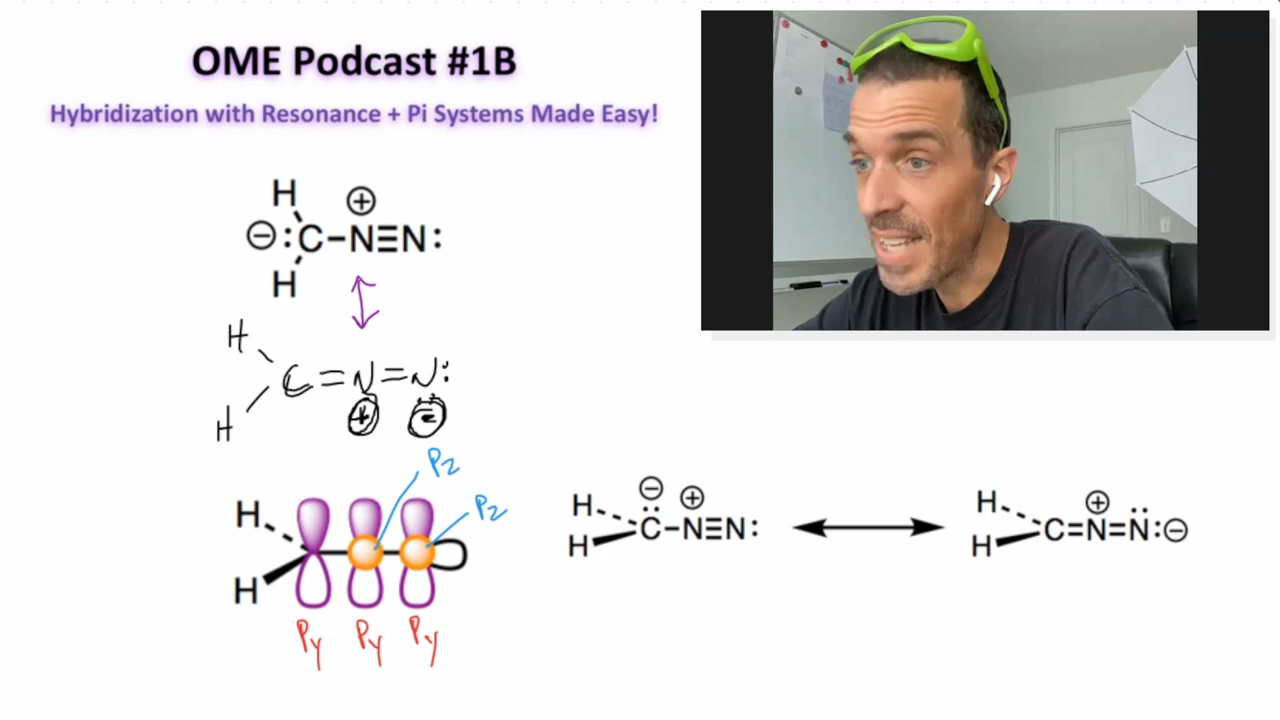 OME Podcast #1B
Hybridization with Resonance + Pi Systems Made Easy!
H
⊕
⊖:C–N≡N:
H
H
C=N=N:
⊕ ⊖
H
Pz
Pz
H
H
Py Py Py
⊖ ⊕
H
C–N≡N:
H
⊕
H
C=N=N:⊖
H